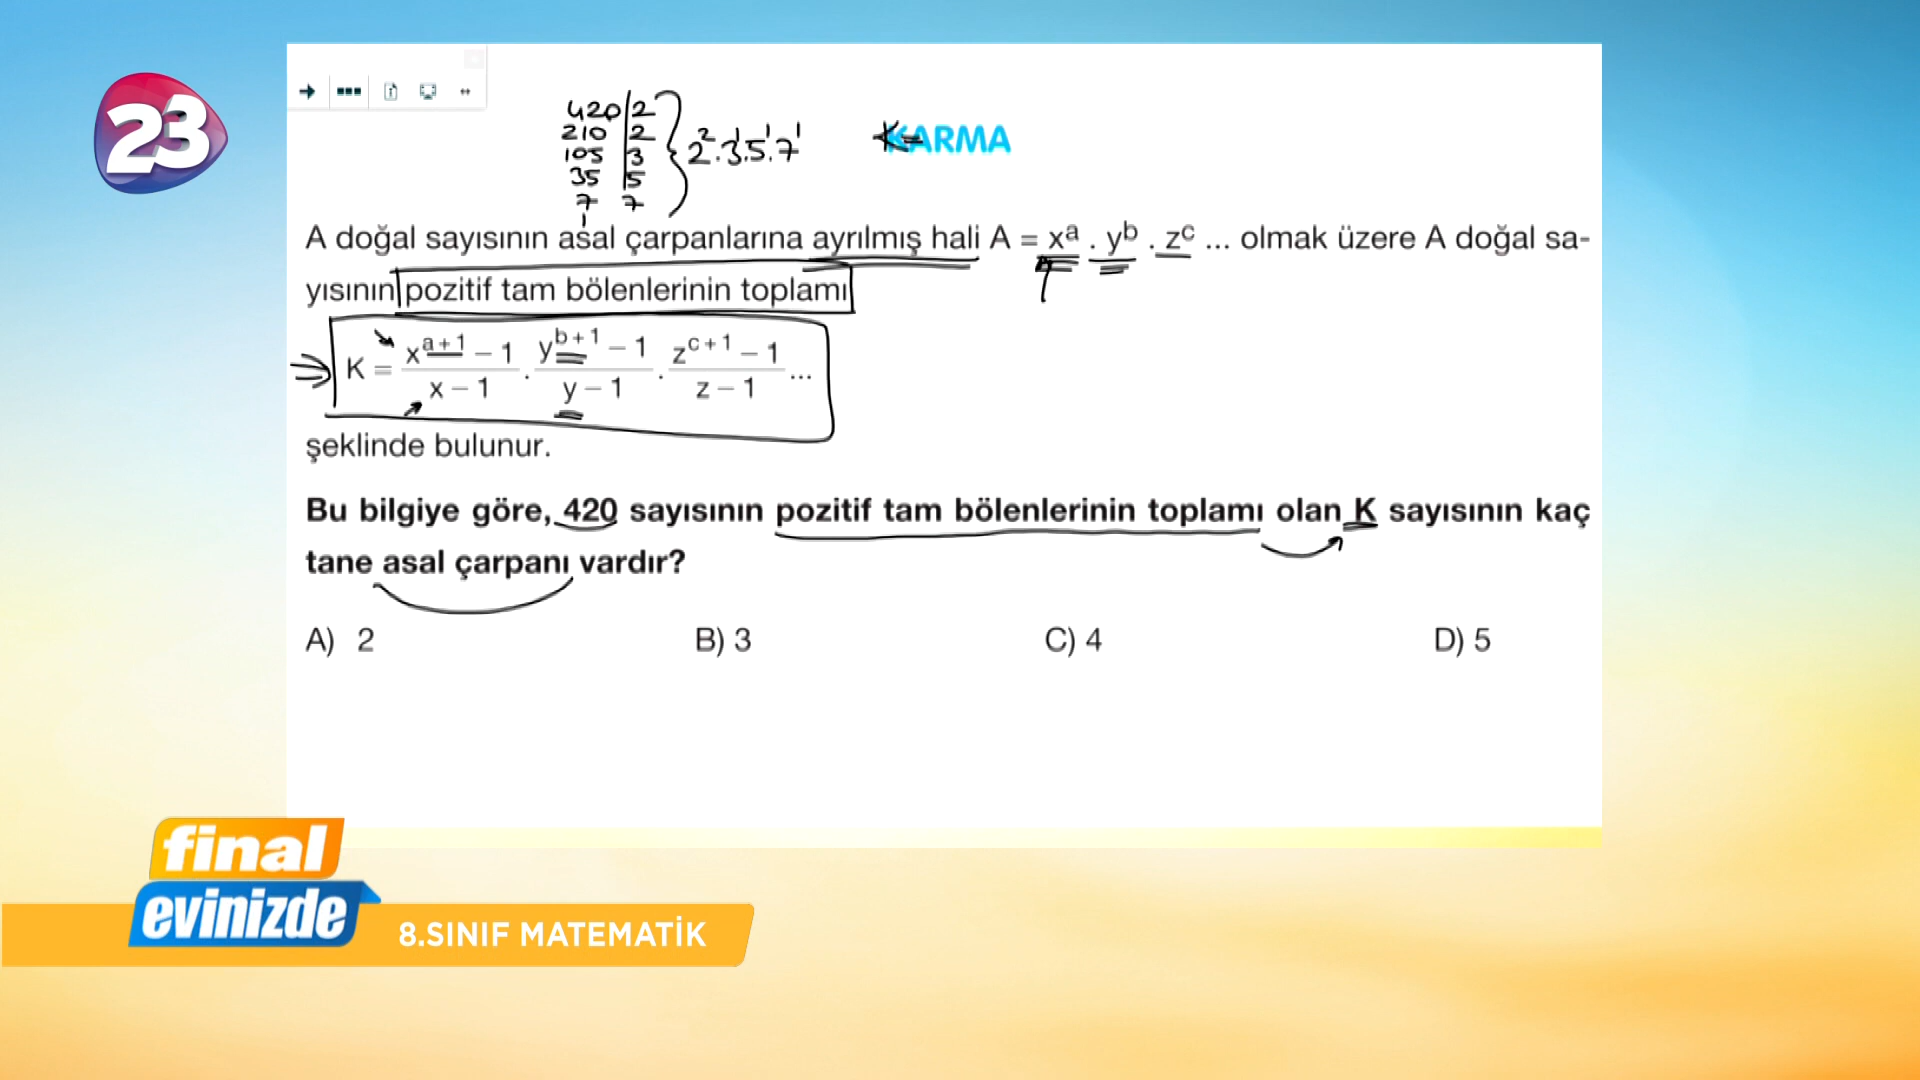 23
420 2
210 2
105 3
35 5
7 7
1
2².3¹.5¹.7¹
K=
KARMA
A doğal sayısının asal çarpanlarına ayrılmış hali A = xᵃ . yᵇ . zᶜ ... olmak üzere A doğal sa-
yısının pozitif tam bölenlerinin toplamı
K = (x^(a+1) – 1)/(x – 1) . (y^(b+1) – 1)/(y – 1) . (z^(c+1) – 1)/(z – 1) ...
şeklinde bulunur.
Bu bilgiye göre, 420 sayısının pozitif tam bölenlerinin toplamı olan K sayısının kaç
tane asal çarpanı vardır?
A) 2 B) 3 C) 4 D) 5
final
evinizde
8.SINIF MATEMATİK